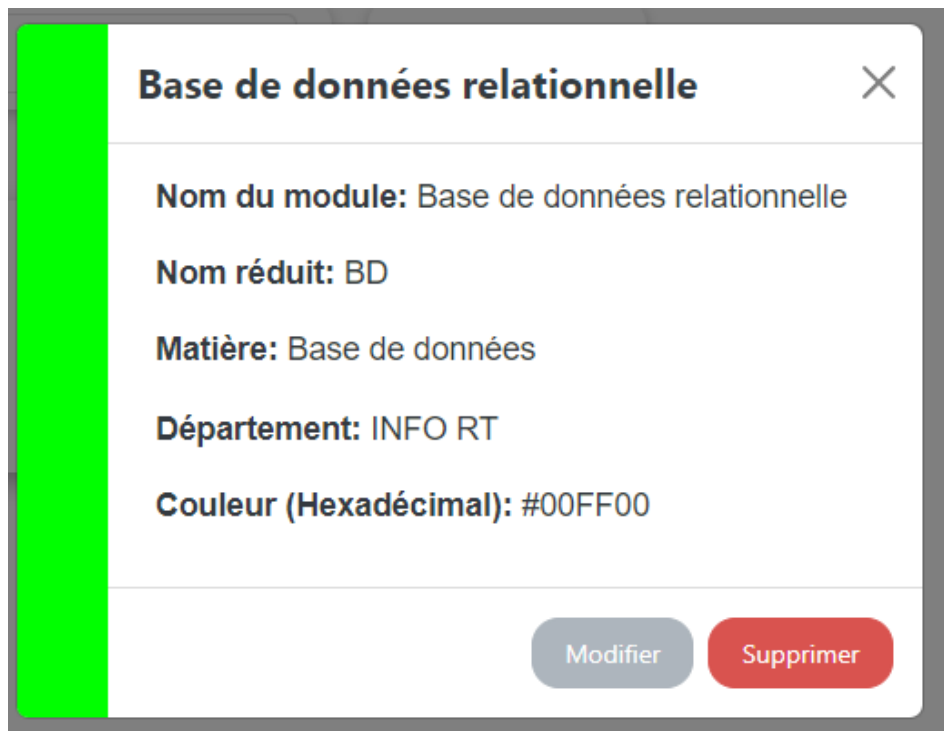 Base de données relationnelle
Nom du module: Base de données relationnelle
Nom réduit: BD
Matière: Base de données
Département: INFO RT
Couleur (Hexadécimal): #00FF00
Modifier Supprimer